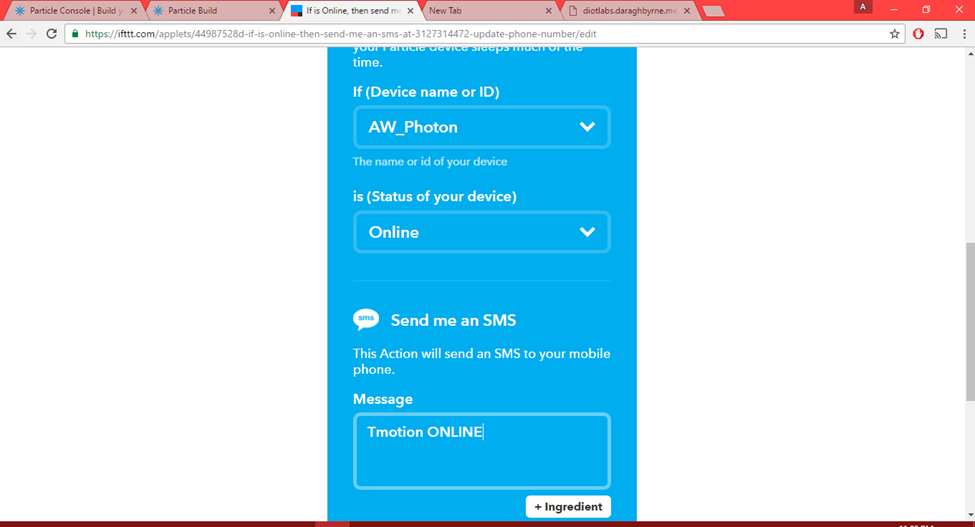 Particle Console | Build y
Particle Build
If is Online, then send me
New Tab
diotlabs.daraghbyrne.me
A
https://ifttt.com/applets/44987528d-if-is-online-then-send-me-an-sms-at-3127314472-update-phone-number/edit
your Particle device sleeps much of the
time.
If (Device name or ID)
AW_Photon
The name or id of your device
is (Status of your device)
Online
sms
Send me an SMS
This Action will send an SMS to your mobile
phone.
Message
Tmotion ONLINE
+ Ingredient